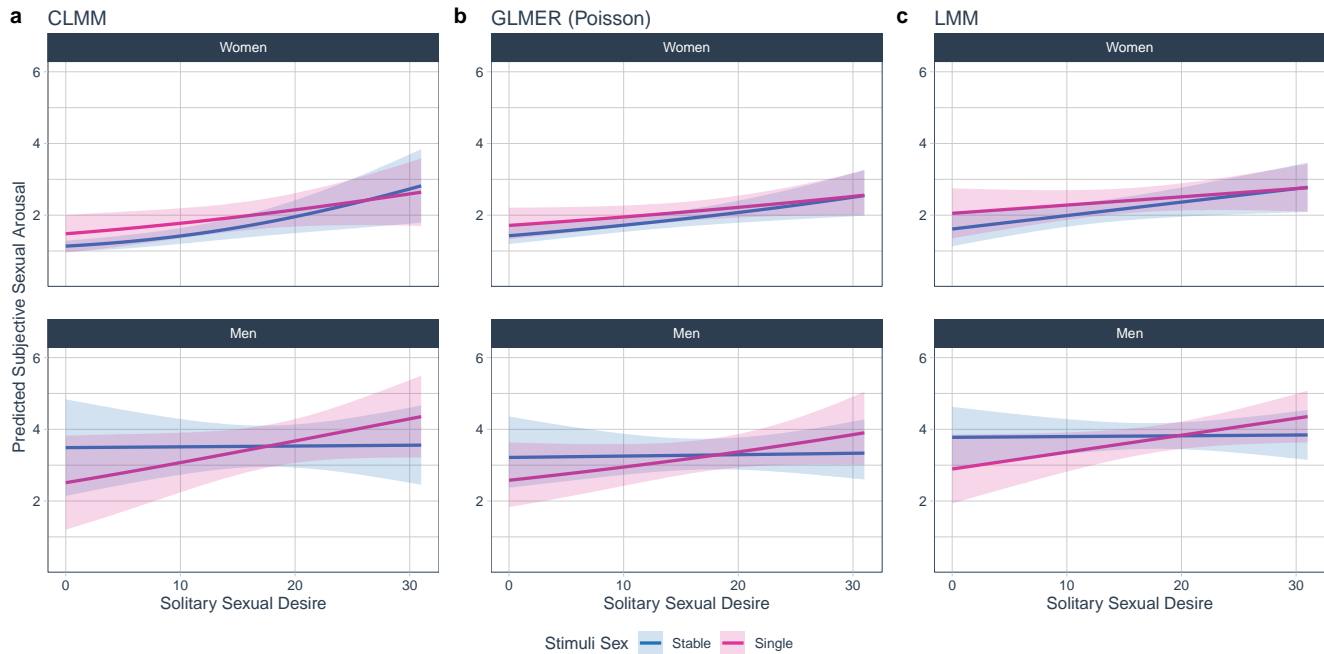 a CLMM
b GLMER (Poisson)
c LMM
Women
Women
Women
6
4
2
6
4
2
6
4
2
Predicted Subjective Sexual Arousal
Men
Men
Men
6
4
2
6
4
2
6
4
2
0 10 20 30
0 10 20 30
0 10 20 30
Solitary Sexual Desire
Solitary Sexual Desire
Solitary Sexual Desire
Stimuli Sex Stable Single